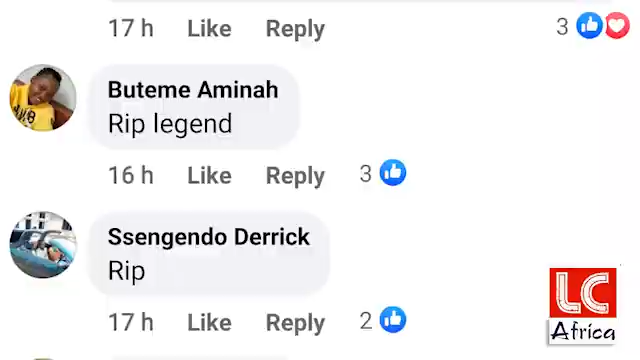 17 h Like Reply 3
Buteme Aminah
Rip legend
16 h Like Reply 3
Ssengendo Derrick
Rip
17 h Like Reply 2
LC
Africa